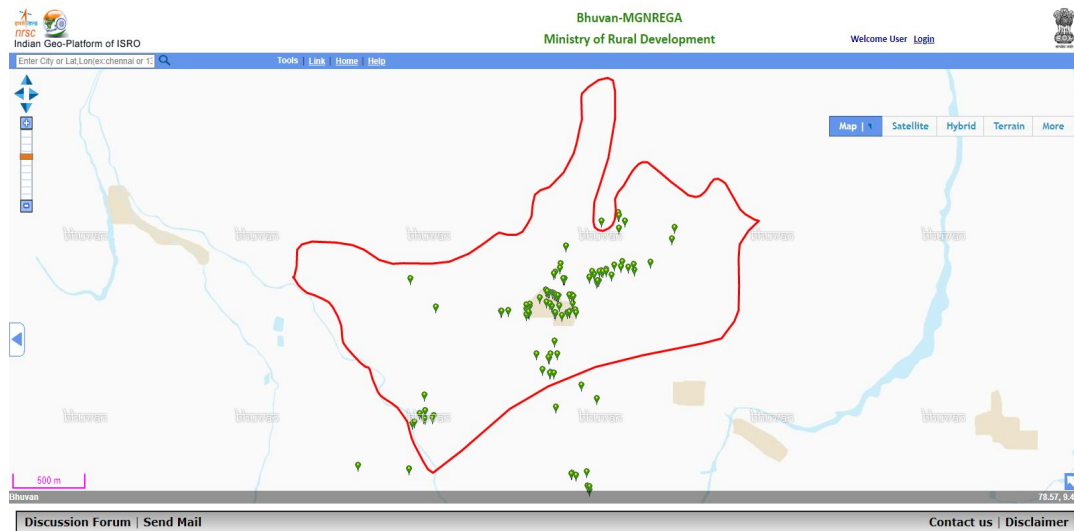 इसरो isro
nrsc
Indian Geo-Platform of ISRO
Bhuvan-MGNREGA
Ministry of Rural Development
Welcome User Login
Enter City or Lat,Lon(ex:chennai or 13
Tools | Link | Home | Help
Map | Satellite Hybrid Terrain More
bhuvan bhuvan bhuvan bhuvan bhuvan bhuvan
bhuvan bhuvan bhuvan bhuvan bhuvan bhuvan
500 m
Bhuvan
78.57, 9.4
Discussion Forum | Send Mail
Contact us | Disclaimer